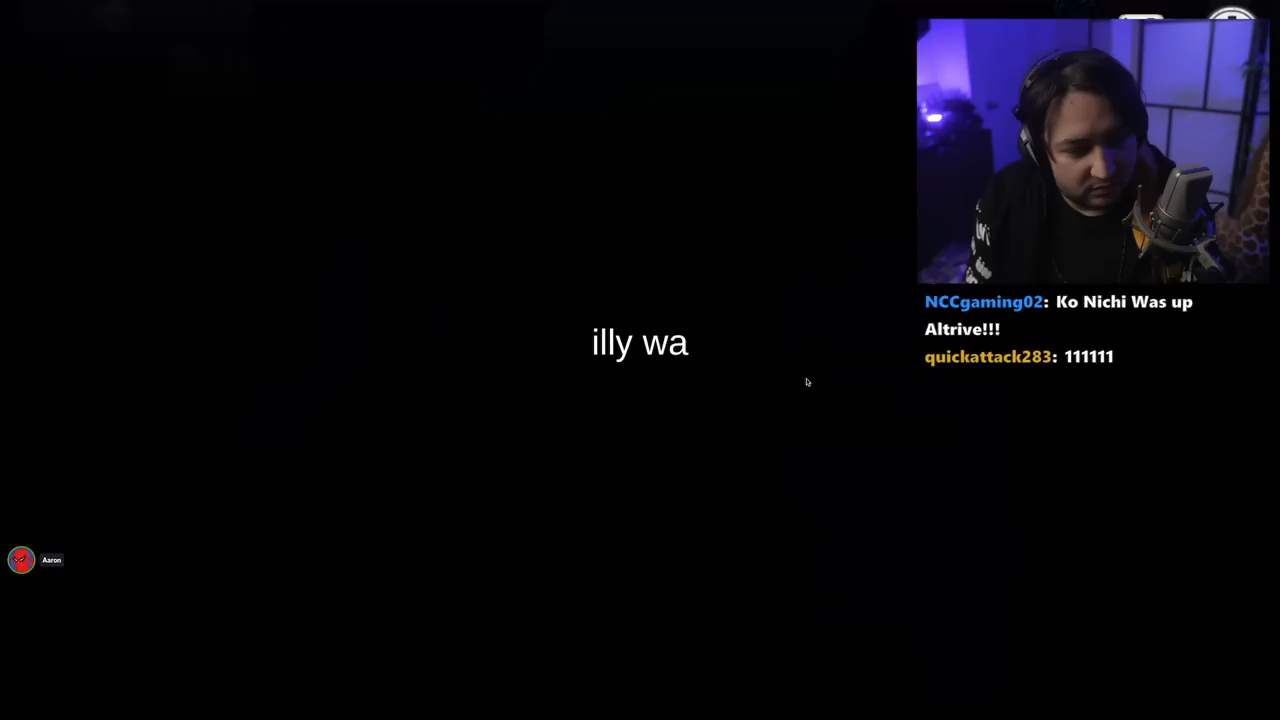 illy wa
NCCgaming02: Ko Nichi Was up
Altrive!!!
quickattack283: 111111
Aaron